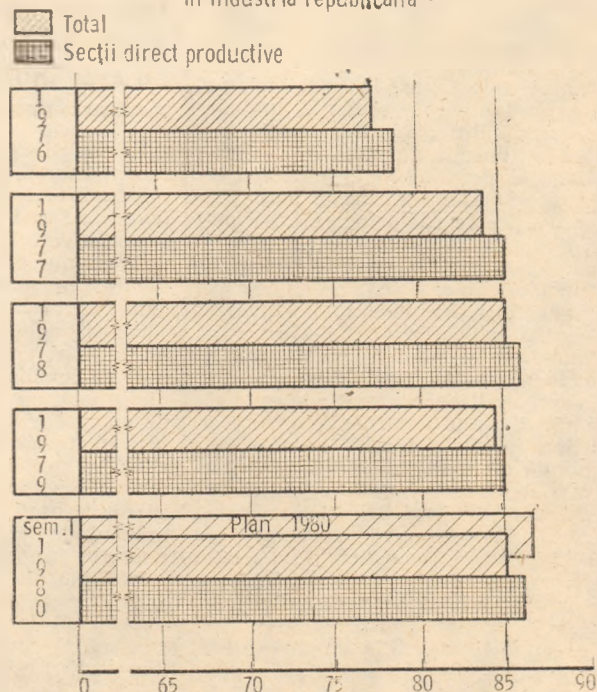 în industria republicană
Total
Secții direct productive
1976
1977
1978
1979
sem.I
Plan 1980
1980
0 65 70 75 80 85 90